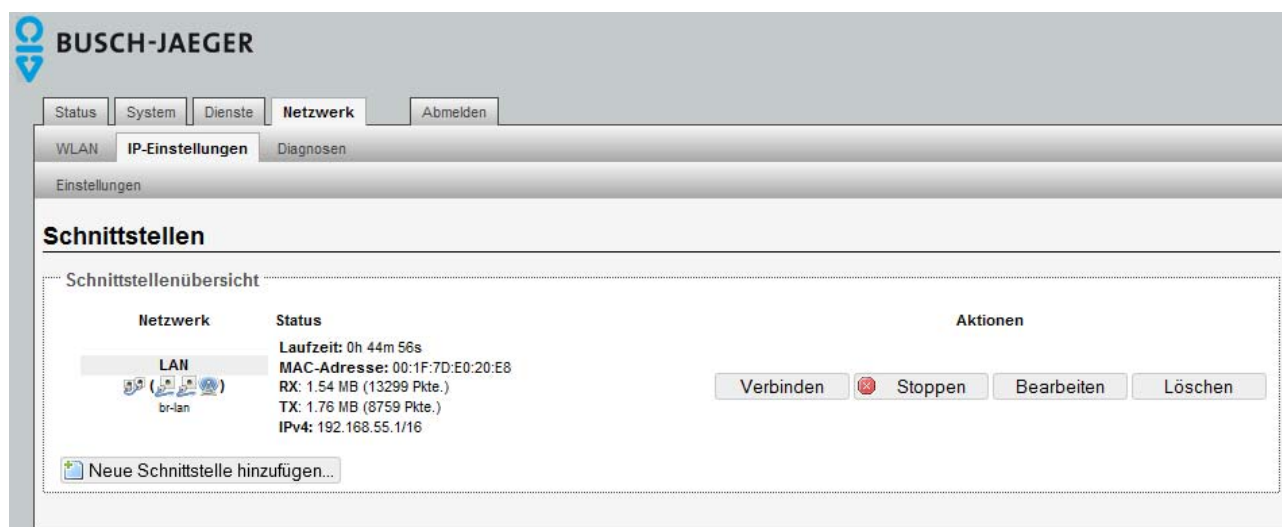 BUSCH-JAEGER
Status System Dienste Netzwerk Abmelden
WLAN IP-Einstellungen Diagnosen
Einstellungen
Schnittstellen
Schnittstellenübersicht
Netzwerk Status Aktionen
Laufzeit: 0h 44m 56s
LAN
MAC-Adresse: 00:1F:7D:E0:20:E8
( )
RX: 1.54 MB (13299 Pkte.)
Verbinden Stoppen Bearbeiten Löschen
br-lan
TX: 1.76 MB (8759 Pkte.)
IPv4: 192.168.55.1/16
Neue Schnittstelle hinzufügen...